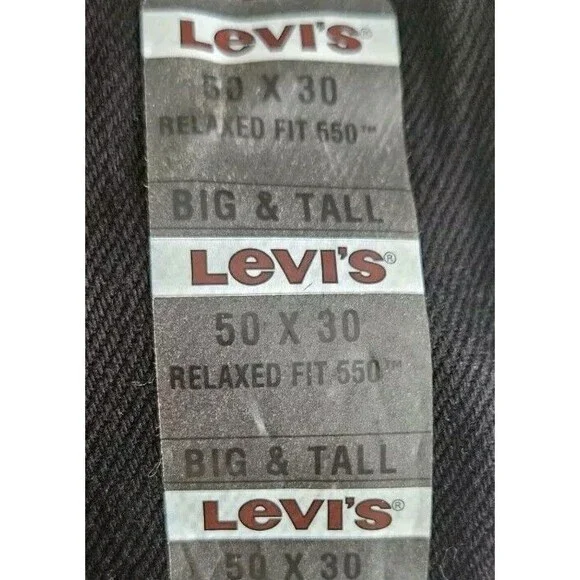 Levi's®
50 X 30
RELAXED FIT 550™
BIG & TALL
Levi's®
50 X 30
RELAXED FIT 550™
BIG & TALL
Levi's®
50 X 30